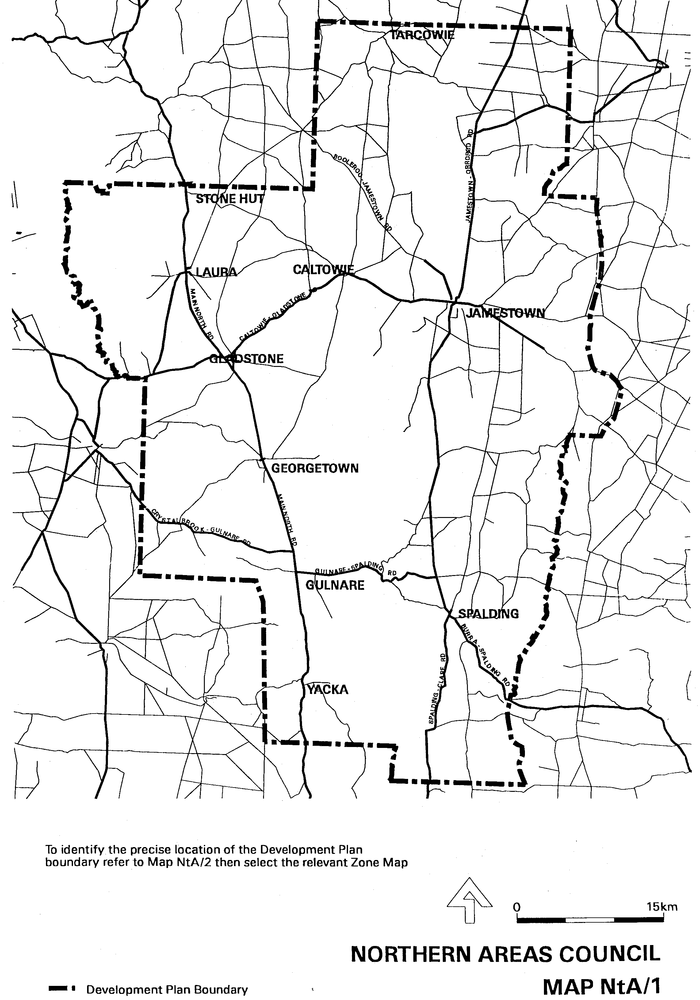 TARCOWIE
BOOLEROO - JAMESTOWN RD
JAMESTOWN - ORROROO RD
STONE HUT
LAURA
CALTOWIE
MAIN NORTH RD
CALTOWIE - GLADSTONE
JAMESTOWN
GLADSTONE
GEORGETOWN
MAIN NORTH RD
CRYSTAL BROOK - GULNARE RD
GULNARE - SPALDING RD
GULNARE
SPALDING
BURRA - SPALDING RD
SPALDING - CLARE RD
YACKA
To identify the precise location of the Development Plan
boundary refer to Map NtA/2 then select the relevant Zone Map
0 15km
NORTHERN AREAS COUNCIL
MAP NtA/1
Development Plan Boundary